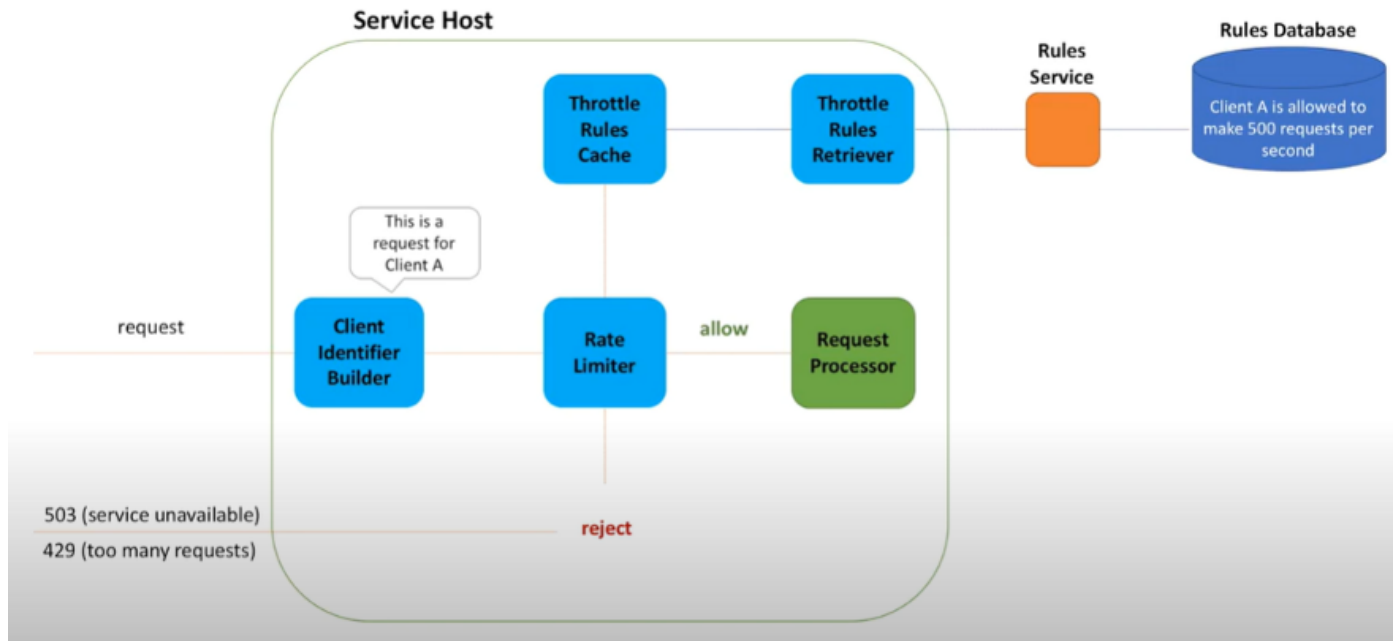 Service Host
Rules Database
Rules
Service
Throttle
Rules
Cache
Throttle
Rules
Retriever
Client A is allowed to
make 500 requests per
second
This is a
request for
Client A
request
Client
Identifier
Builder
Rate
Limiter
allow
Request
Processor
503 (service unavailable)
reject
429 (too many requests)